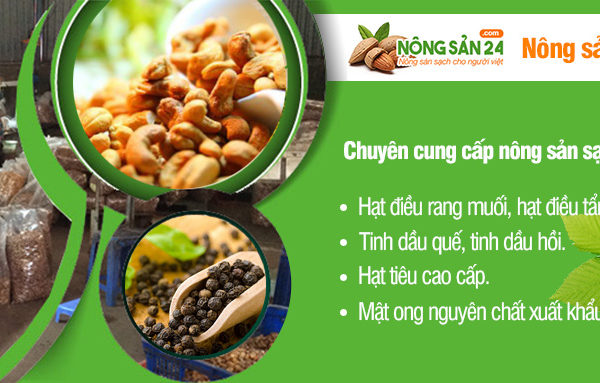 .com
NÔNG SẢN 24
Nông sản sạch cho người việt
Nông sả
Chuyên cung cấp nông sản sạ
• Hạt điều rang muối, hạt điều tẩ
• Tinh dầu quế, tinh dầu hồi.
• Hạt tiêu cao cấp.
• Mật ong nguyên chất xuất khẩu